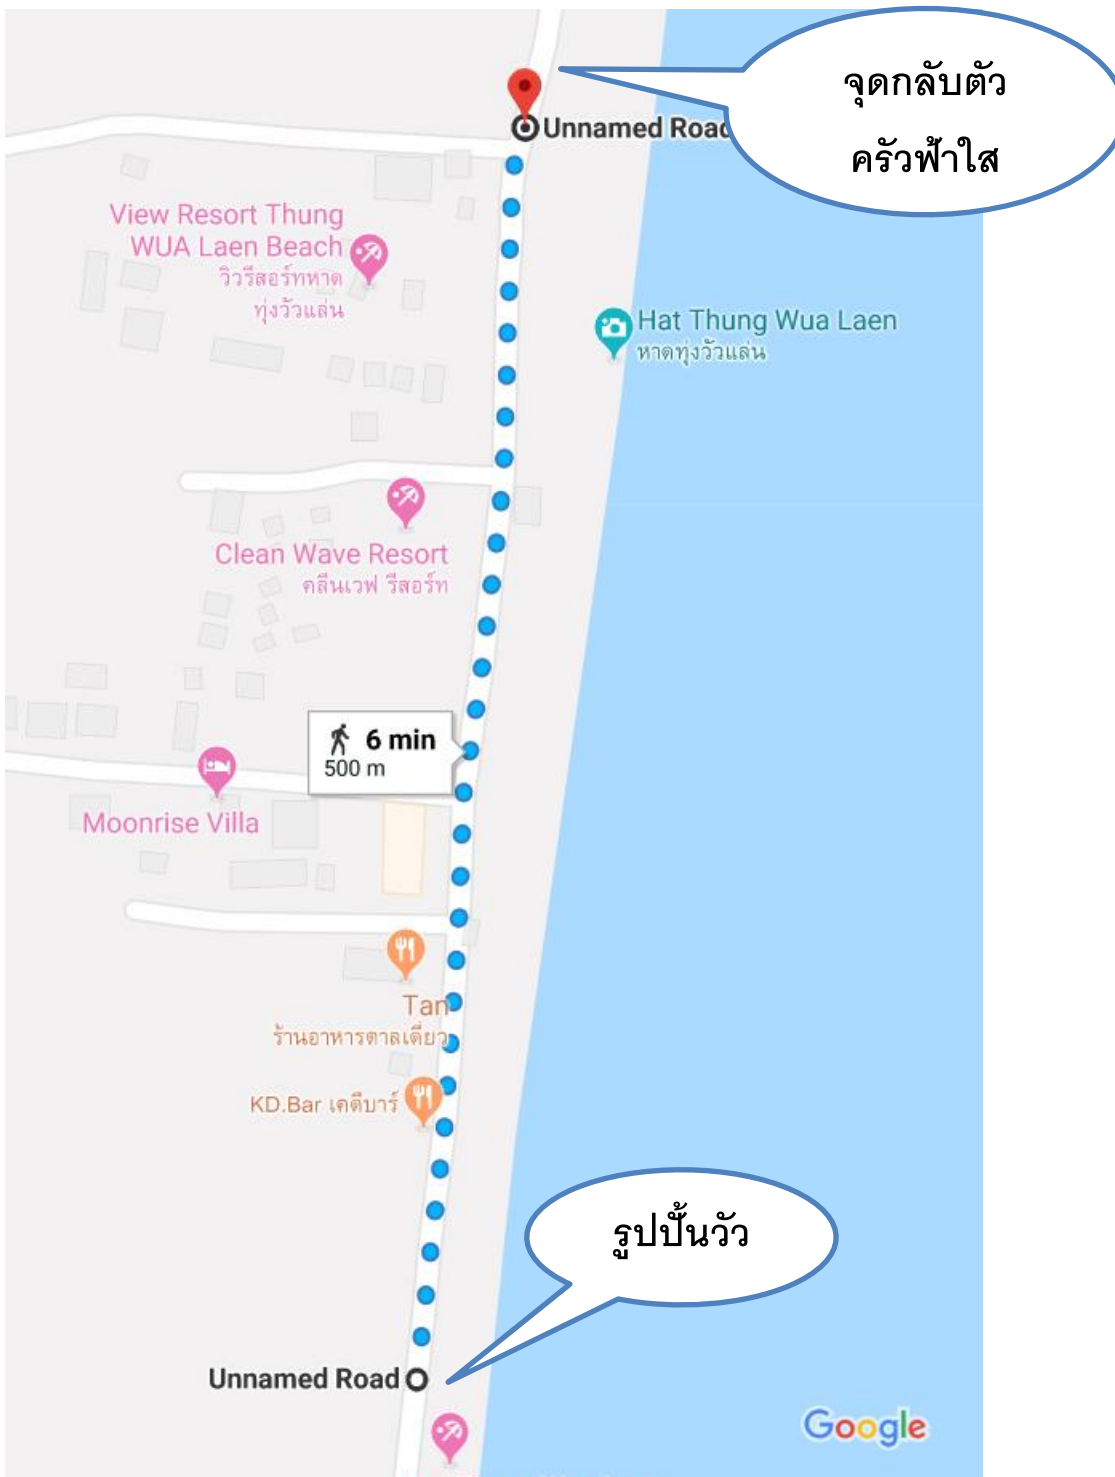 จุดกลับตัว
ครัวฟ้าใส
Unnamed Road
View Resort Thung
WUA Laen Beach
วิวรีสอร์ทหาด
ทุ่งวัวแล่น
Hat Thung Wua Laen
หาดทุ่งวัวแล่น
Clean Wave Resort
คลีนเวฟ รีสอร์ท
6 min
500 m
Moonrise Villa
Tan
ร้านอาหารตาลเดี่ยว
KD.Bar เคดีบาร์
รูปปั้นวัว
Unnamed Road
Google